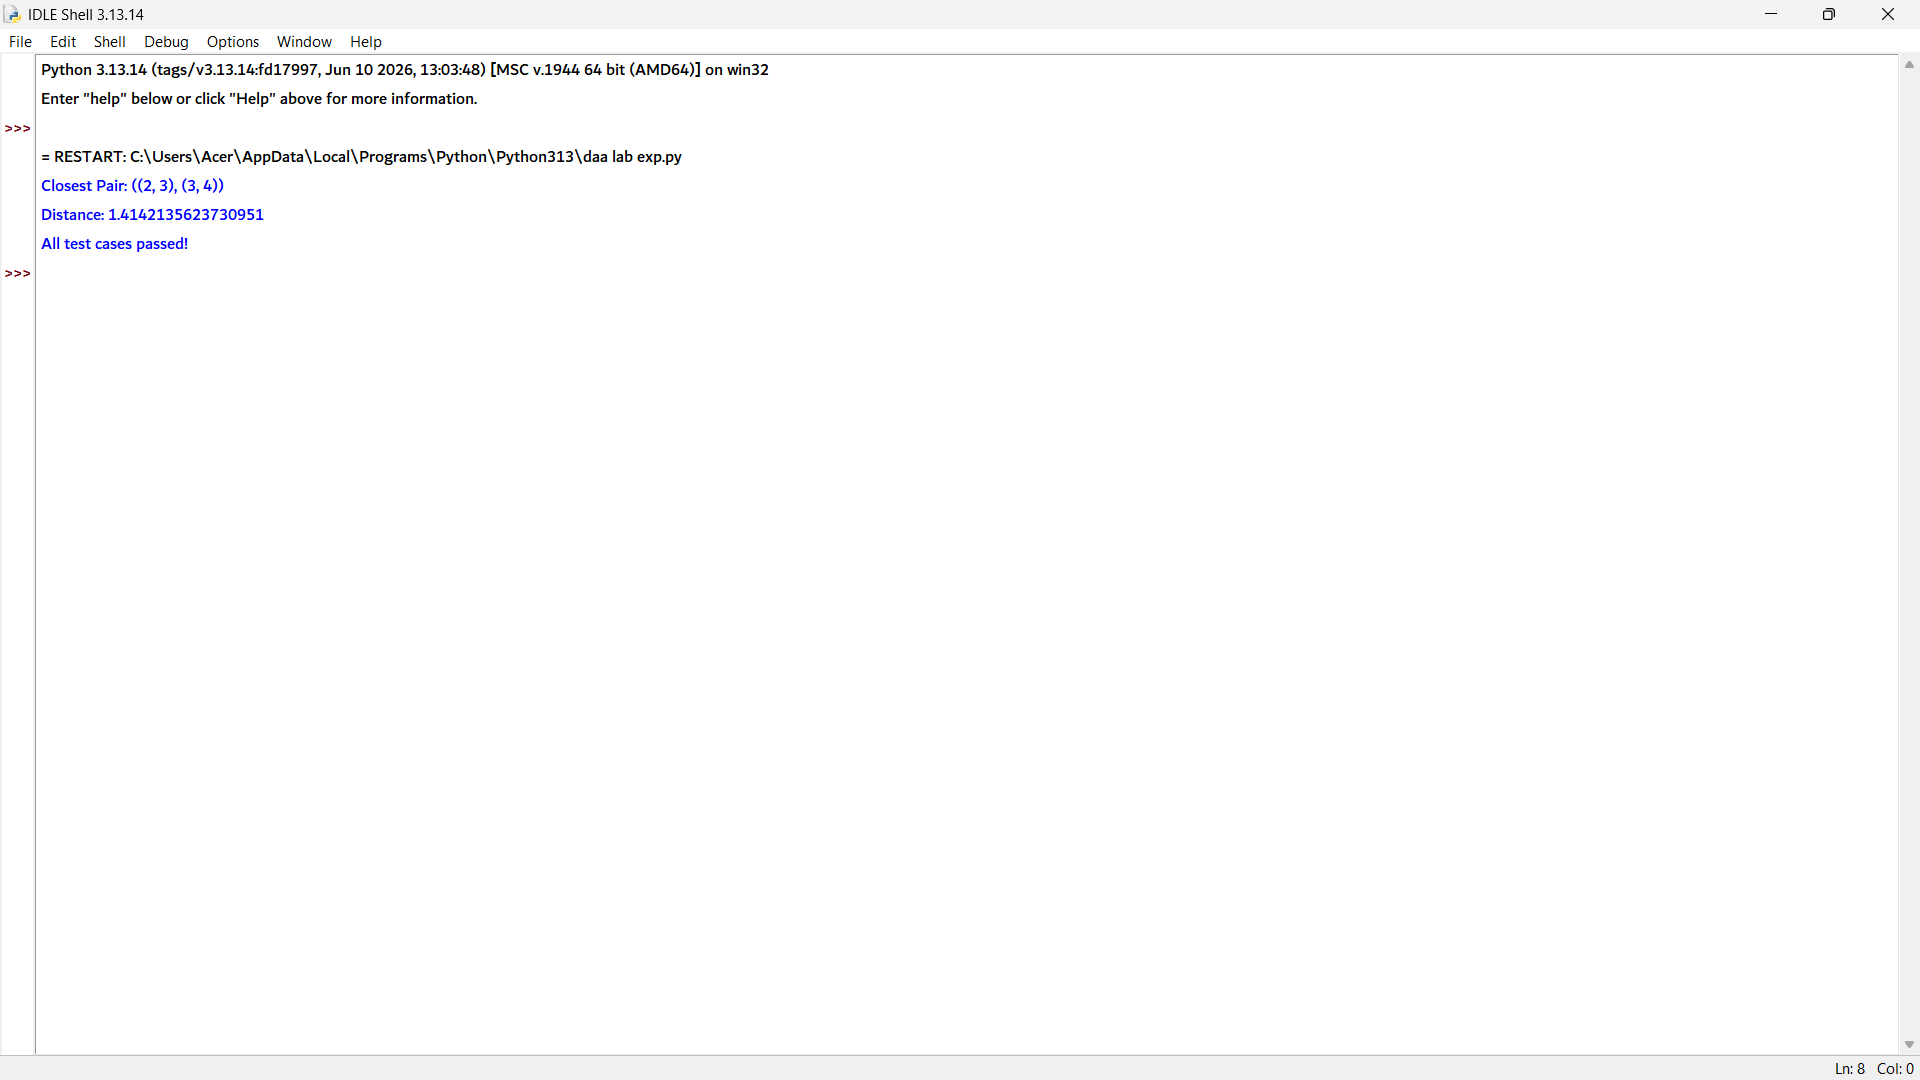 IDLE Shell 3.13.14
File Edit Shell Debug Options Window Help
Python 3.13.14 (tags/v3.13.14:fd17997, Jun 10 2026, 13:03:48) [MSC v.1944 64 bit (AMD64)] on win32
Enter "help" below or click "Help" above for more information.
>>>
= RESTART: C:\Users\Acer\AppData\Local\Programs\Python\Python313\daa lab exp.py
Closest Pair: ((2, 3), (3, 4))
Distance: 1.4142135623730951
All test cases passed!
>>>
Ln: 8 Col: 0